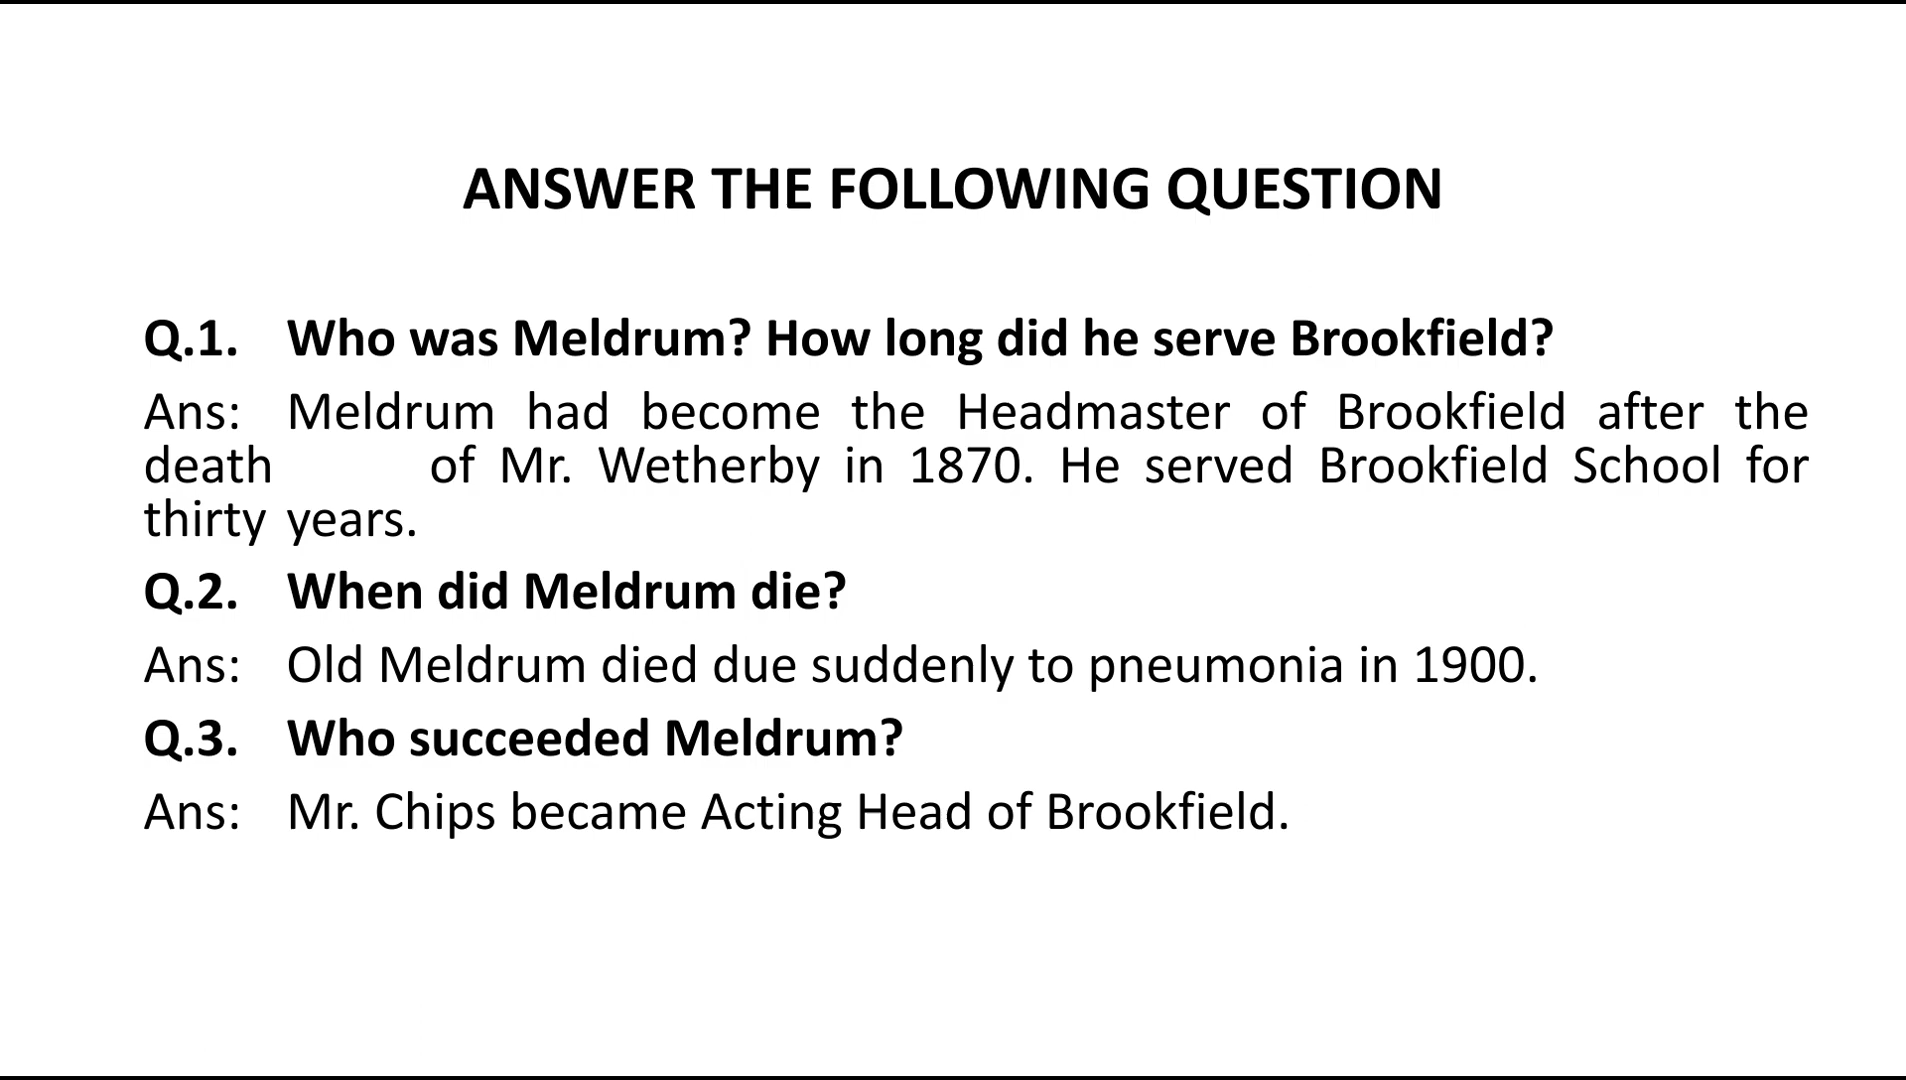 ANSWER THE FOLLOWING QUESTION
Q.1. Who was Meldrum? How long did he serve Brookfield?
Ans: Meldrum had become the Headmaster of Brookfield after the
death of Mr. Wetherby in 1870. He served Brookfield School for
thirty years.
Q.2. When did Meldrum die?
Ans: Old Meldrum died due suddenly to pneumonia in 1900.
Q.3. Who succeeded Meldrum?
Ans: Mr. Chips became Acting Head of Brookfield.